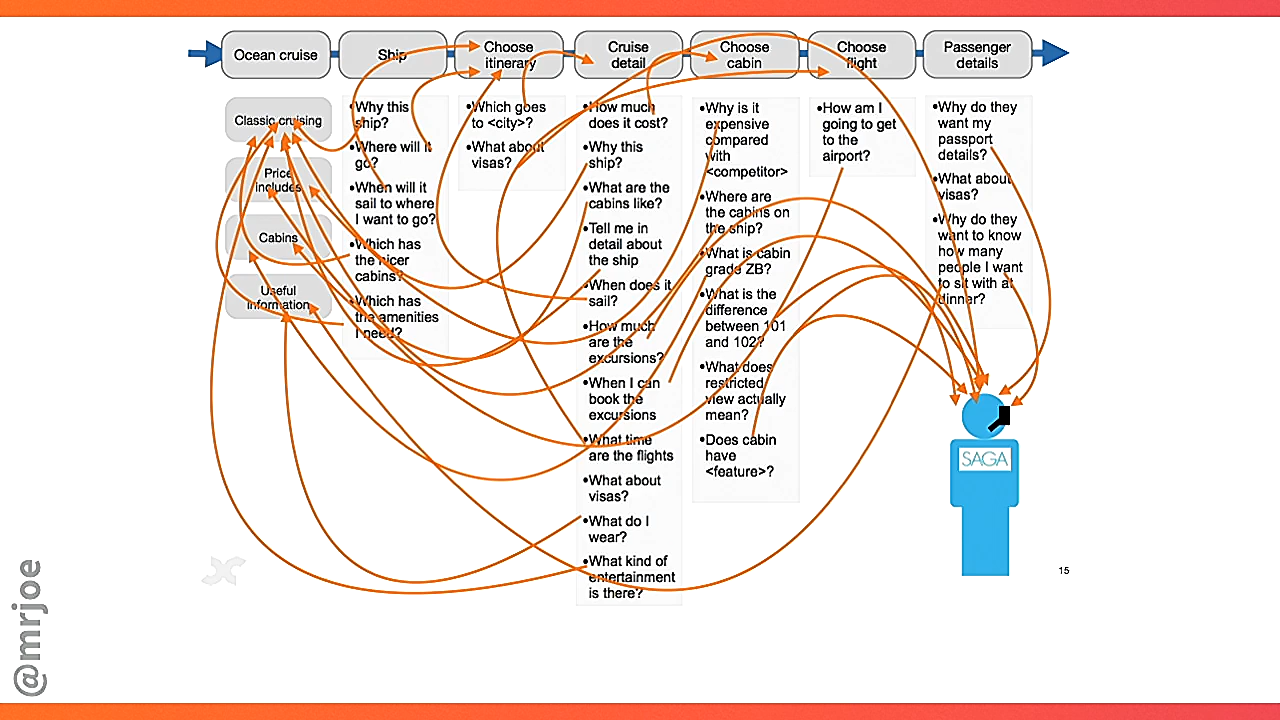 Ocean cruise
Ship
Choose
itinerary
Cruise
detail
Choose
cabin
Choose
flight
Passenger
details
Classic cruising
Price
includes
Cabins
Useful
information
•Why this
ship?
•Where will it
go?
•When will it
sail to where
I want to go?
•Which has
the nicer
cabins?
•Which has
the amenities
I need?
•Which goes
to <city>?
•What about
visas?
•How much
does it cost?
•Why this
ship?
•What are the
cabins like?
•Tell me in
detail about
the ship
•When does it
sail?
•How much
are the
excursions?
•When I can
book the
excursions
•What time
are the flights
•What about
visas?
•What do I
wear?
•What kind of
entertainment
is there?
•Why is it
expensive
compared
with
<competitor>
•Where are
the cabins on
the ship?
•What is cabin
grade ZB?
•What is the
difference
between 101
and 102?
•What does
restricted
view actually
mean?
•Does cabin
have
<feature>?
•How am I
going to get
to the
airport?
•Why do they
want my
passport
details?
•What about
visas?
•Why do they
want to know
how many
people I want
to sit with at
dinner?
SAGA
15
@mrjoe